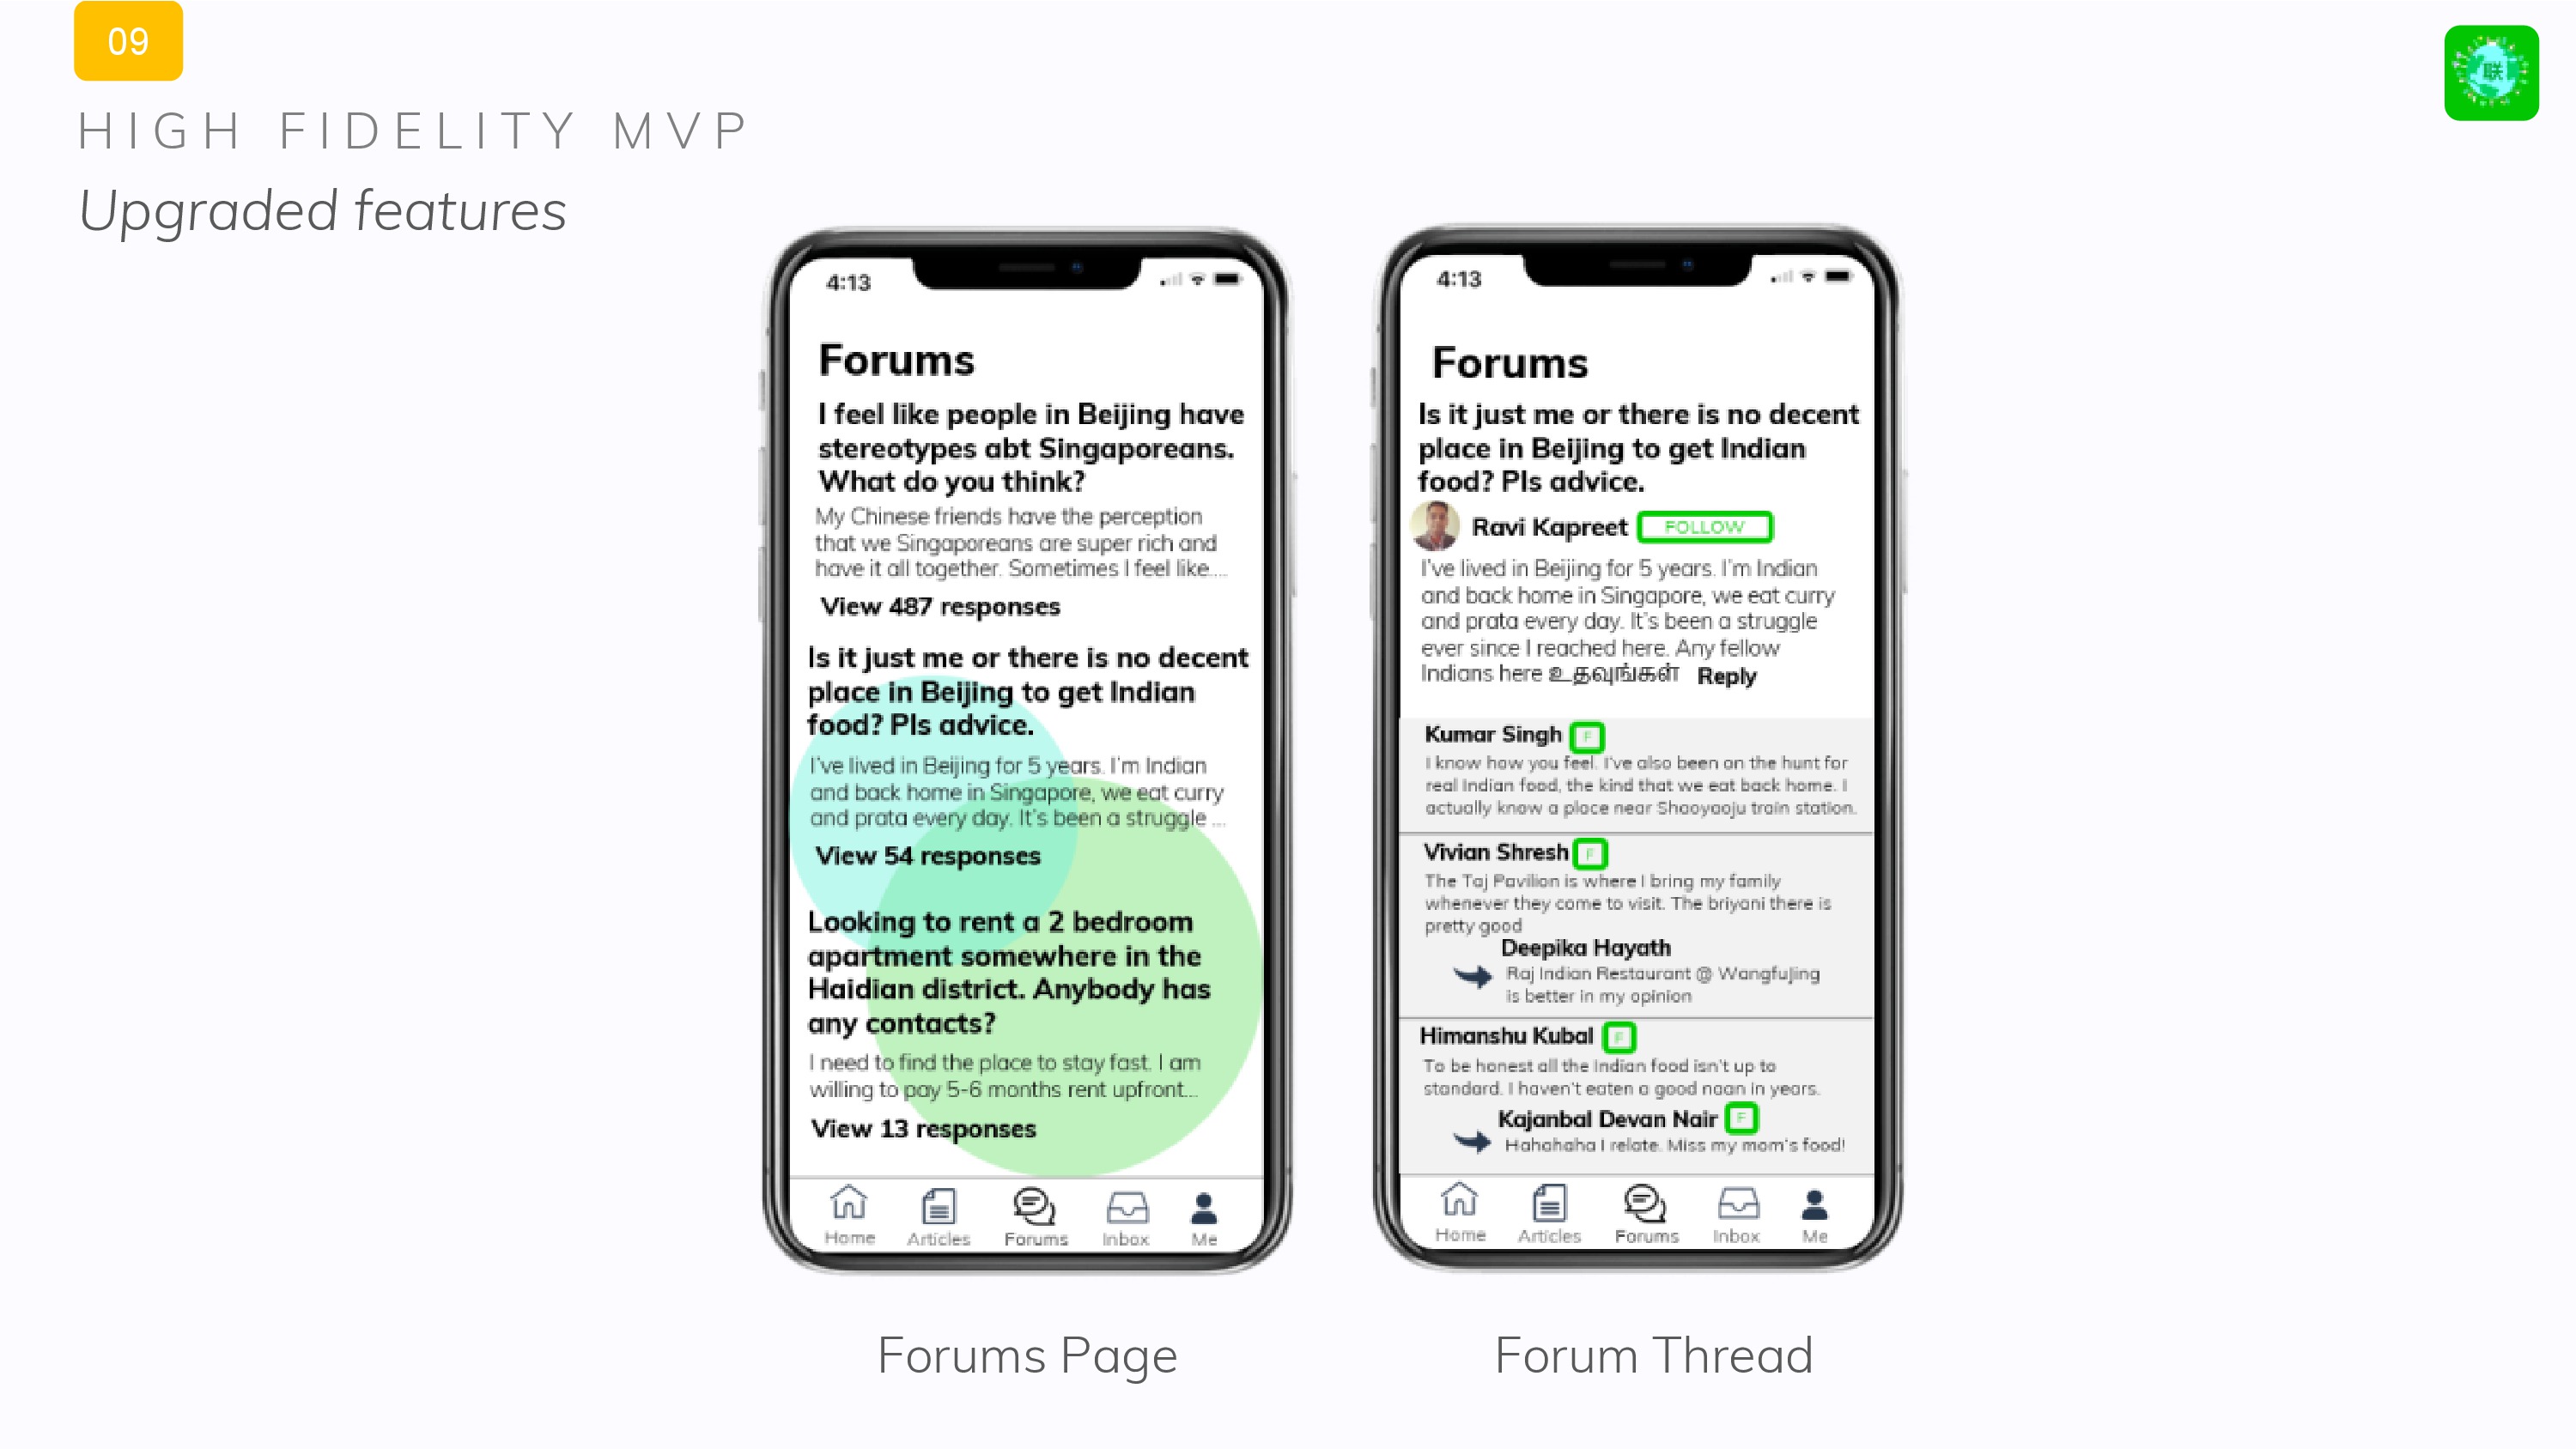 09
HIGH FIDELITY MVP
Upgraded features
联
4:13
Forums
I feel like people in Beijing have
stereotypes abt Singaporeans.
What do you think?
My Chinese friends have the perception
that we Singaporeans are super rich and
have it all together. Sometimes I feel like....
View 487 responses
Is it just me or there is no decent
place in Beijing to get Indian
food? Pls advice.
I've lived in Beijing for 5 years. I'm Indian
and back home in Singapore, we eat curry
and prata every day. It's been a struggle ...
View 54 responses
Looking to rent a 2 bedroom
apartment somewhere in the
Haidian district. Anybody has
any contacts?
I need to find the place to stay fast. I am
willing to pay 5-6 months rent upfront...
View 13 responses
Home Articles Forums Inbox Me
Forums Page
4:13
Forums
Is it just me or there is no decent
place in Beijing to get Indian
food? Pls advice.
Ravi Kapreet FOLLOW
I've lived in Beijing for 5 years. I'm Indian
and back home in Singapore, we eat curry
and prata every day. It's been a struggle
ever since I reached here. Any fellow
Indians here உதவுங்கள் Reply
Kumar Singh F
I know how you feel. I've also been on the hunt for
real Indian food, the kind that we eat back home. I
actually know a place near Shaoyaoju train station.
Vivian Shresh F
The Taj Pavilion is where I bring my family
whenever they come to visit. The briyani there is
pretty good
Deepika Hayath
Raj Indian Restaurant @ Wangfujing
is better in my opinion
Himanshu Kubal F
To be honest all the Indian food isn't up to
standard. I haven't eaten a good naan in years.
Kajanbal Devan Nair F
Hahahaha I relate. Miss my mom's food!
Home Articles Forums Inbox Me
Forum Thread